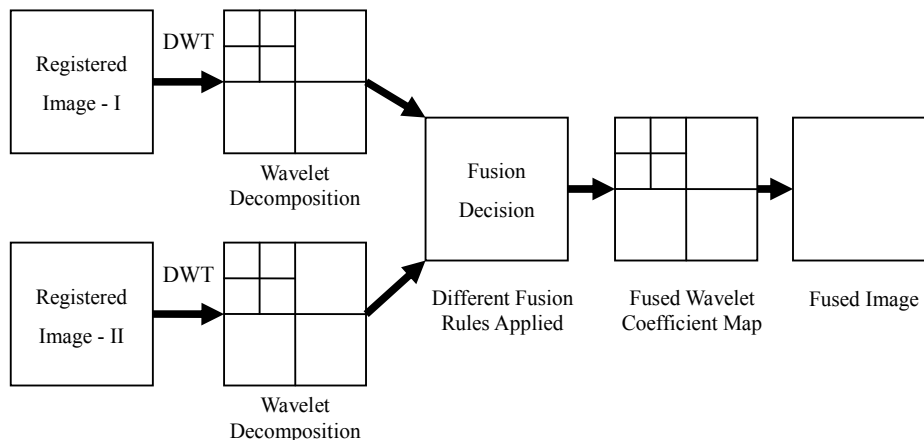 Registered
Image - I
DWT
Wavelet
Decomposition
Registered
Image - II
DWT
Wavelet
Decomposition
Fusion
Decision
Different Fusion
Rules Applied
Fused Wavelet
Coefficient Map
Fused Image